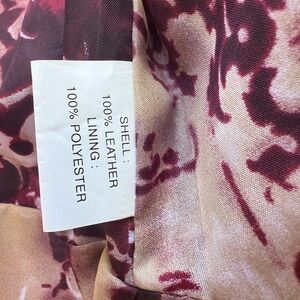 SHELL :
100% LEATHER
LINING :
100% POLYESTER